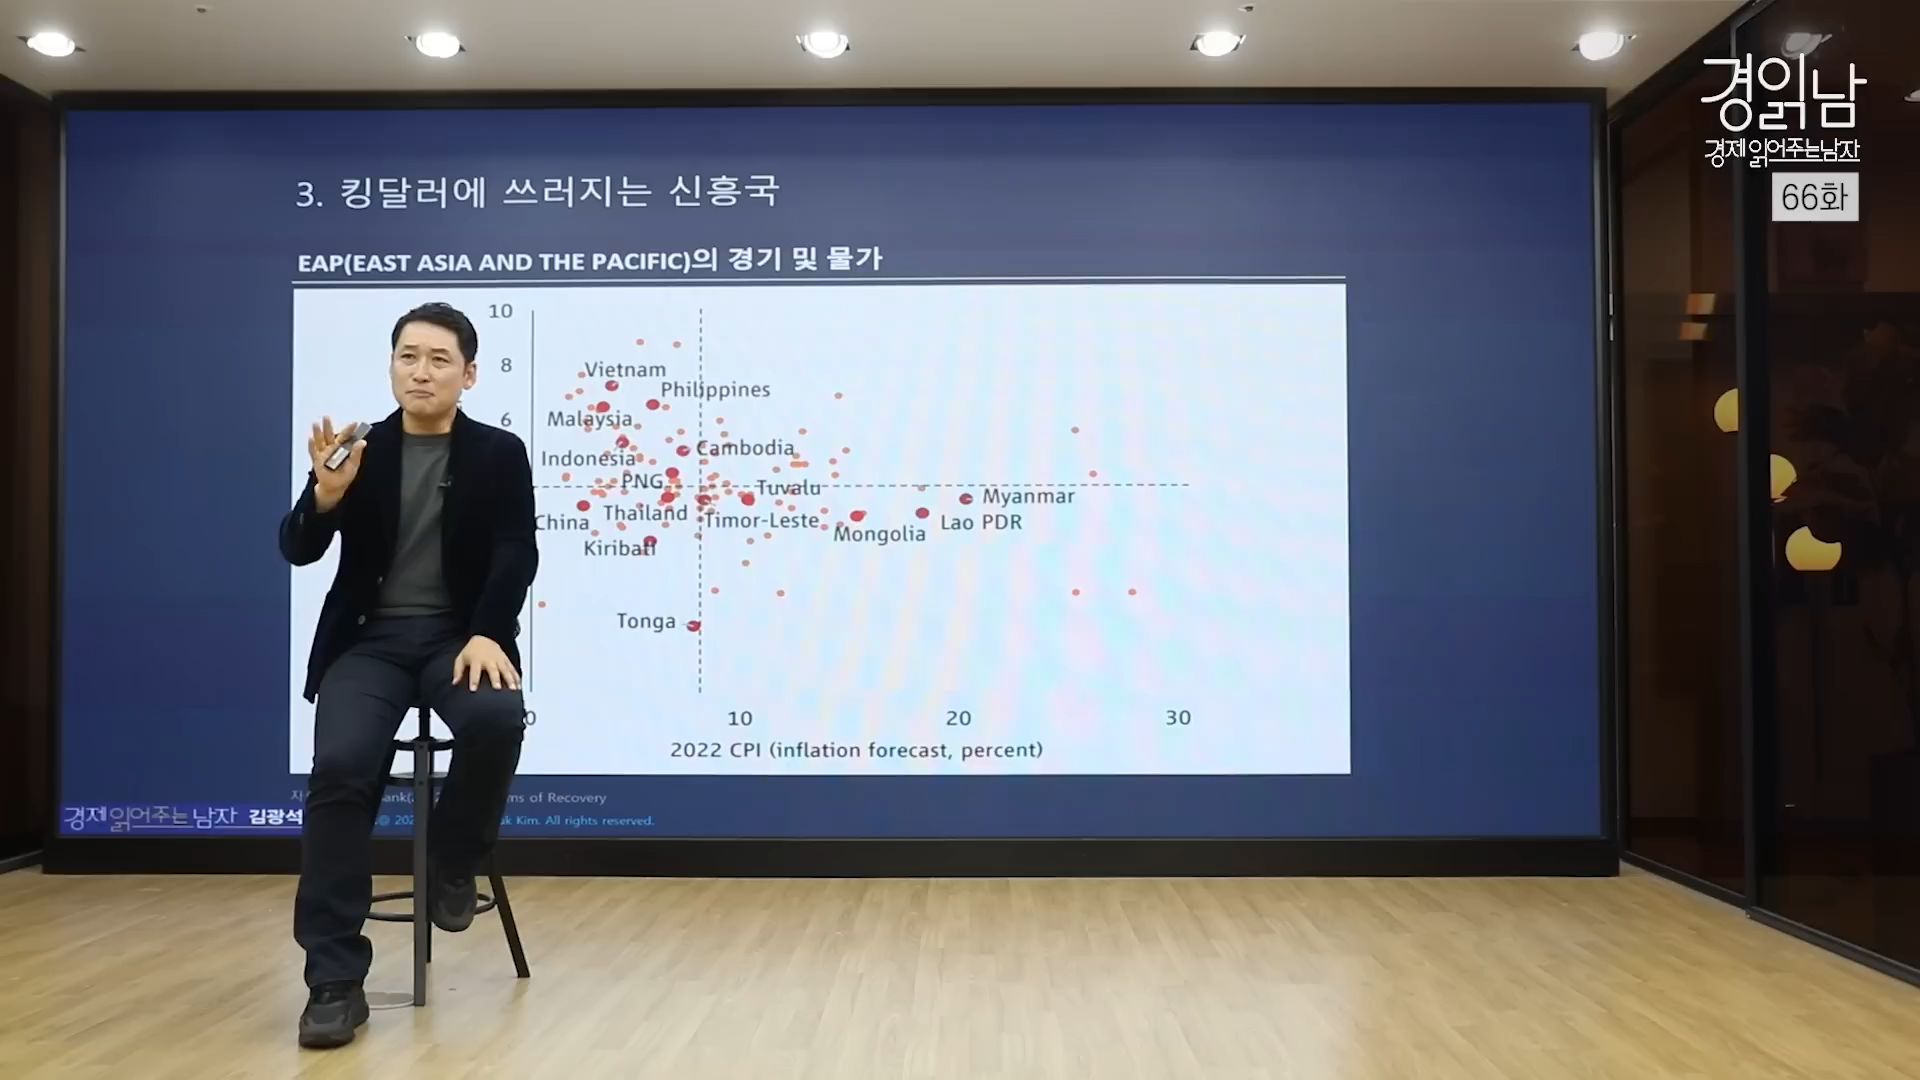 경읽남
경제 읽어주는 남자
66화
3. 킹달러에 쓰러지는 신흥국
EAP(EAST ASIA AND THE PACIFIC)의 경기 및 물가
10
8
6
Vietnam
Philippines
Malaysia
Cambodia
Indonesia
PNG
Tuvalu
Myanmar
China
Thailand
Timor-Leste
Lao PDR
Mongolia
Kiribati
Tonga
0
10
20
30
2022 CPI (inflation forecast, percent)
of Recovery
경제 읽어주는 남자 김광석
Kim. All rights reserved.